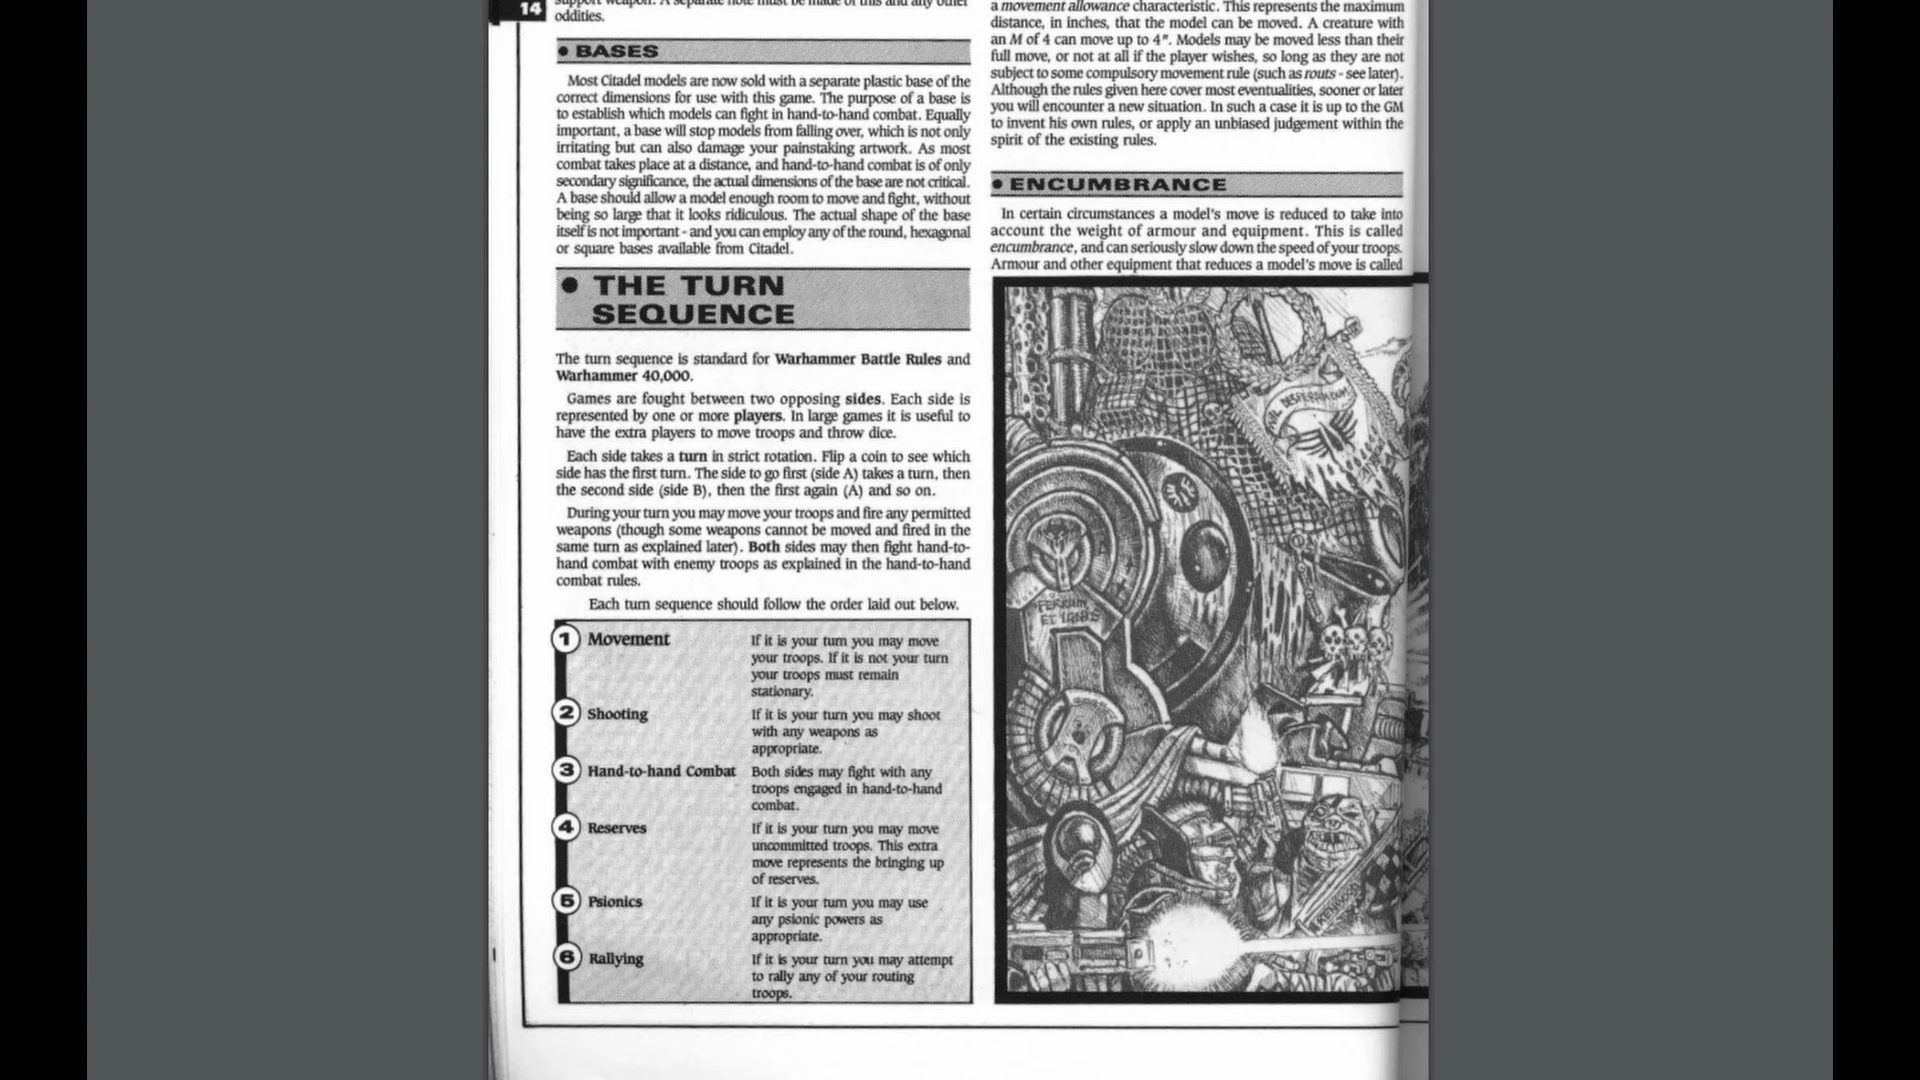 14
support weapon. A separate note must be made of this and any other
oddities.
• BASES
Most Citadel models are now sold with a separate plastic base of the
correct dimensions for use with this game. The purpose of a base is
to establish which models can fight in hand-to-hand combat. Equally
important, a base will stop models from falling over, which is not only
irritating but can also damage your painstaking artwork. As most
combat takes place at a distance, and hand-to-hand combat is of only
secondary significance, the actual dimensions of the base are not critical.
A base should allow a model enough room to move and fight, without
being so large that it looks ridiculous. The actual shape of the base
itself is not important - and you can employ any of the round, hexagonal
or square bases available from Citadel.
• THE TURN
SEQUENCE
The turn sequence is standard for Warhammer Battle Rules and
Warhammer 40,000.
Games are fought between two opposing sides. Each side is
represented by one or more players. In large games it is useful to
have the extra players to move troops and throw dice.
Each side takes a turn in strict rotation. Flip a coin to see which
side has the first turn. The side to go first (side A) takes a turn, then
the second side (side B), then the first again (A) and so on.
During your turn you may move your troops and fire any permitted
weapons (though some weapons cannot be moved and fired in the
same turn as explained later). Both sides may then fight hand-to-
hand combat with enemy troops as explained in the hand-to-hand
combat rules.
Each turn sequence should follow the order laid out below.
1 Movement If it is your turn you may move
your troops. If it is not your turn
your troops must remain
stationary.
2 Shooting If it is your turn you may shoot
with any weapons as
appropriate.
3 Hand-to-hand Combat Both sides may fight with any
troops engaged in hand-to-hand
combat.
4 Reserves If it is your turn you may move
uncommitted troops. This extra
move represents the bringing up
of reserves.
5 Psionics If it is your turn you may use
any psionic powers as
appropriate.
6 Rallying If it is your turn you may attempt
to rally any of your routing
troops.
a movement allowance characteristic. This represents the maximum
distance, in inches, that the model can be moved. A creature with
an M of 4 can move up to 4". Models may be moved less than their
full move, or not at all if the player wishes, so long as they are not
subject to some compulsory movement rule (such as routs - see later).
Although the rules given here cover most eventualities, sooner or later
you will encounter a new situation. In such a case it is up to the GM
to invent his own rules, or apply an unbiased judgement within the
spirit of the existing rules.
• ENCUMBRANCE
In certain circumstances a model's move is reduced to take into
account the weight of armour and equipment. This is called
encumbrance, and can seriously slow down the speed of your troops.
Armour and other equipment that reduces a model's move is called
NIL DESPERANDUM
FERRUM
ET